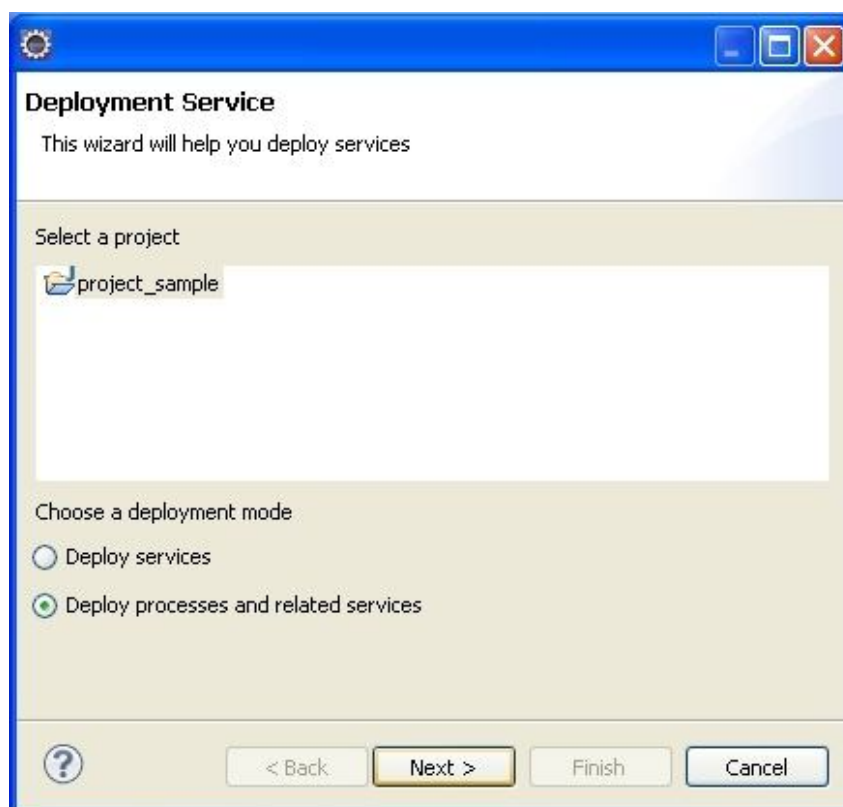 Deployment Service
This wizard will help you deploy services
Select a project
project_sample
Choose a deployment mode
Deploy services
Deploy processes and related services
?
< Back
Next >
Finish
Cancel